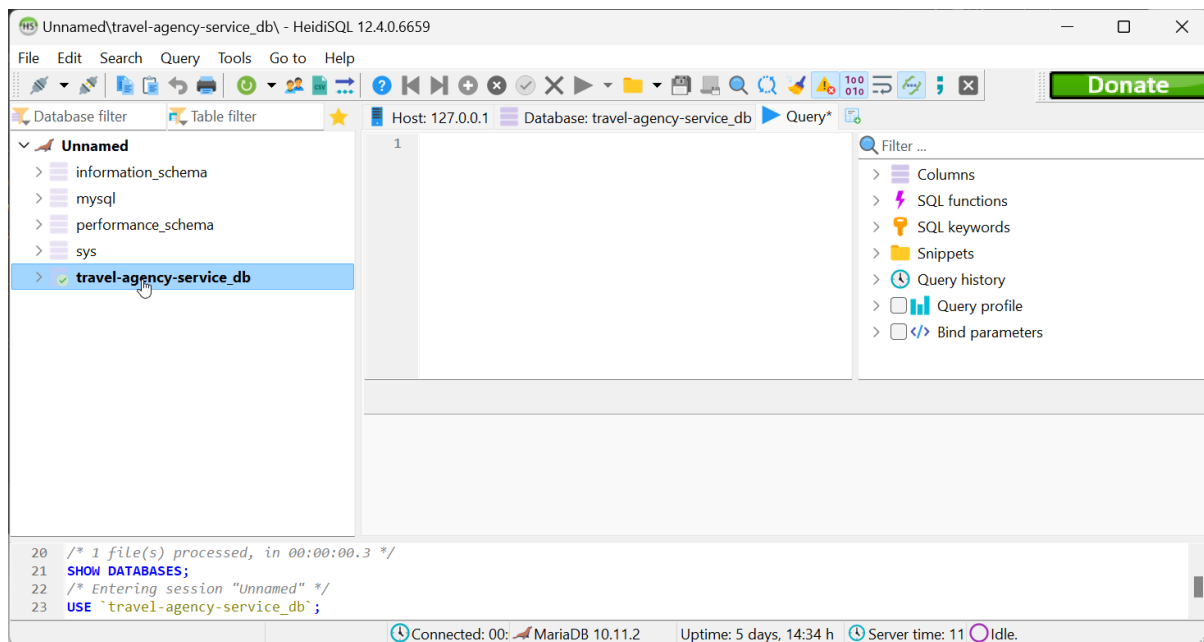 Unnamed\travel-agency-service_db\ - HeidiSQL 12.4.0.6659
File Edit Search Query Tools Go to Help
Donate
Database filter Table filter Host: 127.0.0.1 Database: travel-agency-service_db Query*
Unnamed
information_schema
mysql
performance_schema
sys
travel-agency-service_db
1
Filter ...
Columns
SQL functions
SQL keywords
Snippets
Query history
Query profile
Bind parameters
20 /* 1 file(s) processed, in 00:00:00.3 */
21 SHOW DATABASES;
22 /* Entering session "Unnamed" */
23 USE `travel-agency-service_db`;
Connected: 00: MariaDB 10.11.2 Uptime: 5 days, 14:34 h Server time: 11 Idle.